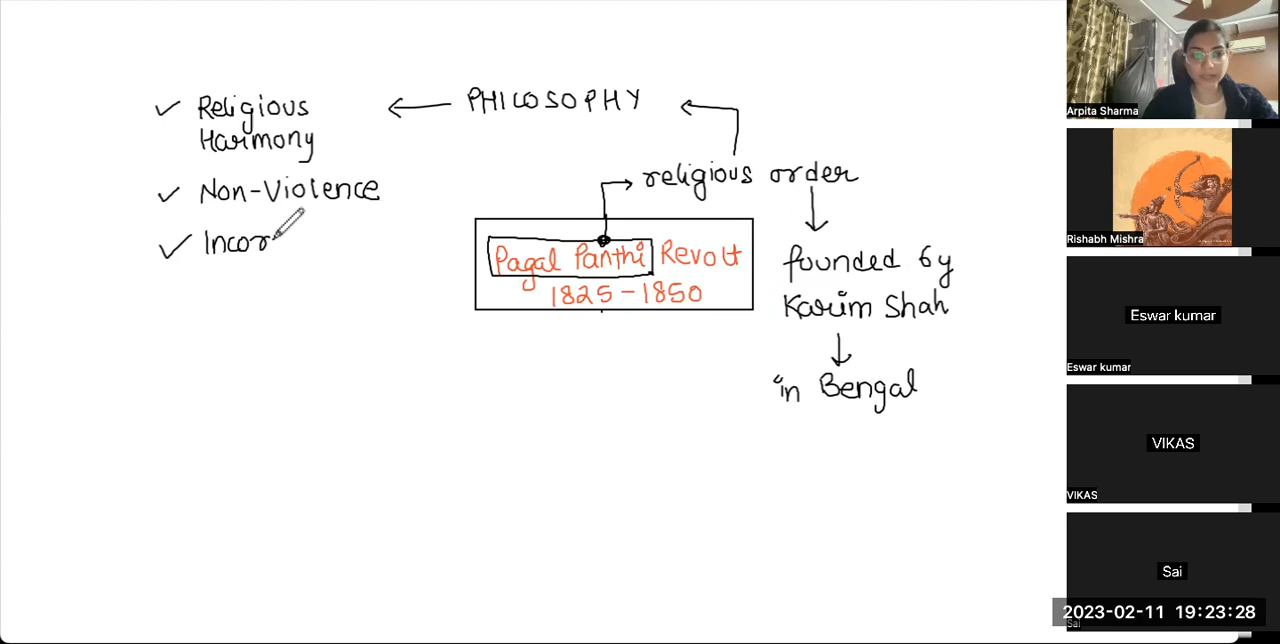 ✓ Religious
Harmony
✓ Non-Violence
✓ Incor
← PHILOSOPHY ←
→ religious order
Pagal Panthi Revolt
1825-1850
founded by
Karim Shah
in Bengal
Arpita Sharma
Rishabh Mishra
Eswar kumar
Eswar kumar
VIKAS
VIKAS
Sai
2023-02-11 19:23:28
Sai